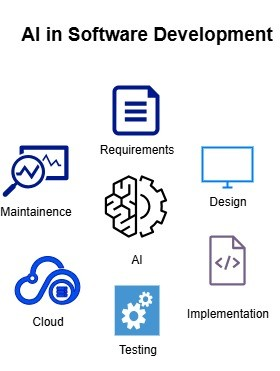 AI in Software Development
Requirements
Maintainence
Design
AI
Cloud
Implementation
Testing